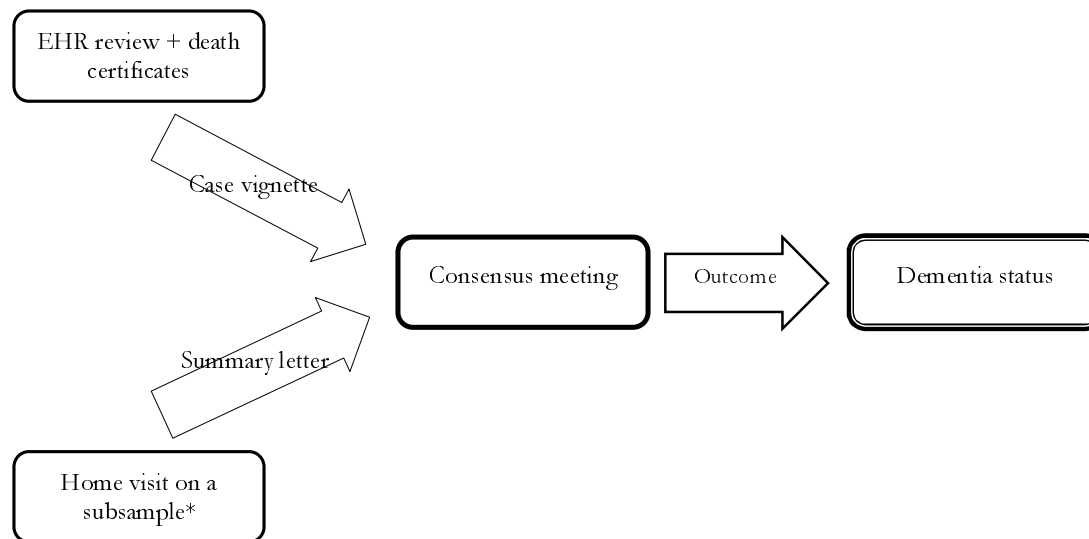 EHR review + death
certificates
Case vignette
Consensus meeting
Outcome
Dementia status
Summary letter
Home visit on a
subsample*